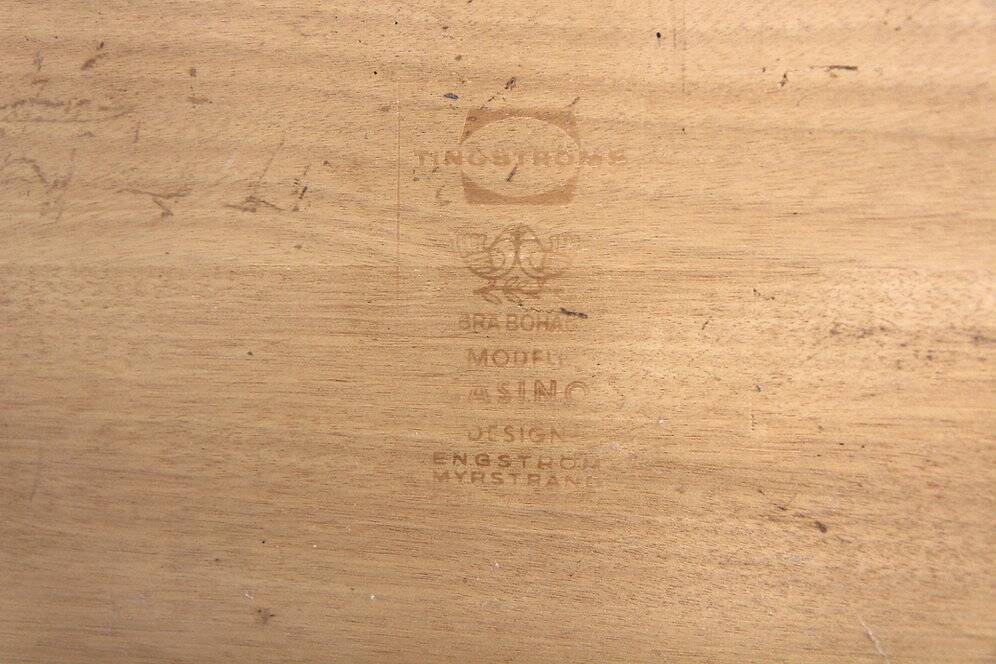 TINGSTRÖMS
BRA BOHAG
MODELL
CASINO
DESIGN
ENGSTRÖM
MYRSTRAND